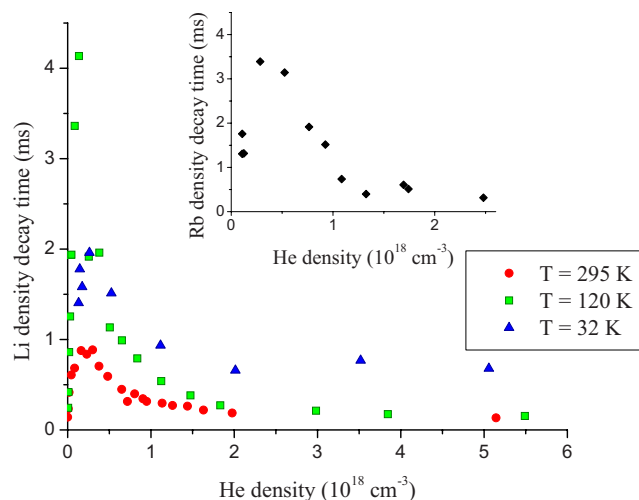 4
3
2
1
0
Rb density decay time (ms)
0 1 2
He density (10¹⁸ cm⁻³)
4
3
2
1
0
Li density decay time (ms)
T = 295 K
T = 120 K
T = 32 K
0 1 2 3 4 5 6
He density (10¹⁸ cm⁻³)